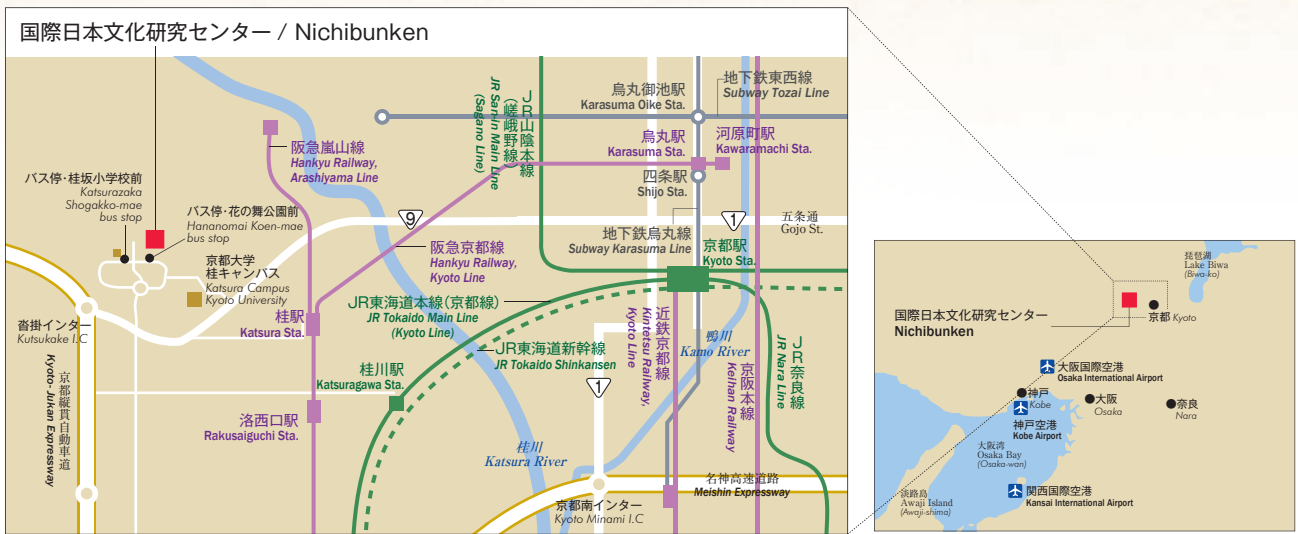 国際日本文化研究センター / Nichibunken
烏丸御池駅
Karasuma Oike Sta.
地下鉄東西線
Subway Tozai Line
JR山陰本線
（嵯峨野線）
JR San-in Main Line
(Sagano Line)
阪急嵐山線
Hankyu Railway,
Arashiyama Line
烏丸駅
Karasuma Sta.
河原町駅
Kawaramachi Sta.
四条駅
Shijo Sta.
バス停・桂坂小学校前
Katsurazaka
Shogakko-mae
bus stop
バス停・花の舞公園前
Hananomai Koen-mae
bus stop
9
1
五条通
Gojo St.
地下鉄烏丸線
Subway Karasuma Line
阪急京都線
Hankyu Railway,
Kyoto Line
京都駅
Kyoto Sta.
京都大学
桂キャンパス
Katsura Campus
Kyoto University
JR東海道本線（京都線）
JR Tokaido Main Line
(Kyoto Line)
桂駅
Katsura Sta.
沓掛インター
Kutsukake I.C
JR東海道新幹線
JR Tokaido Shinkansen
近鉄京都線
Kintetsu Railway,
Kyoto Line
鴨川
Kamo River
京阪本線
Keihan Railway
JR奈良線
JR Nara Line
京都縦貫自動車道
Kyoto-Jukan Expressway
桂川駅
Katsuragawa Sta.
1
洛西口駅
Rakusaiguchi Sta.
桂川
Katsura River
名神高速道路
Meishin Expressway
京都南インター
Kyoto Minami I.C
琵琶湖
Lake Biwa
(Biwa-ko)
国際日本文化研究センター
Nichibunken
京都 Kyoto
大阪国際空港
Osaka International Airport
神戸
Kobe
神戸空港
Kobe Airport
大阪
Osaka
奈良
Nara
大阪湾
Osaka Bay
(Osaka-wan)
関西国際空港
Kansai International Airport
淡路島
Awaji Island
(Awaji-shima)